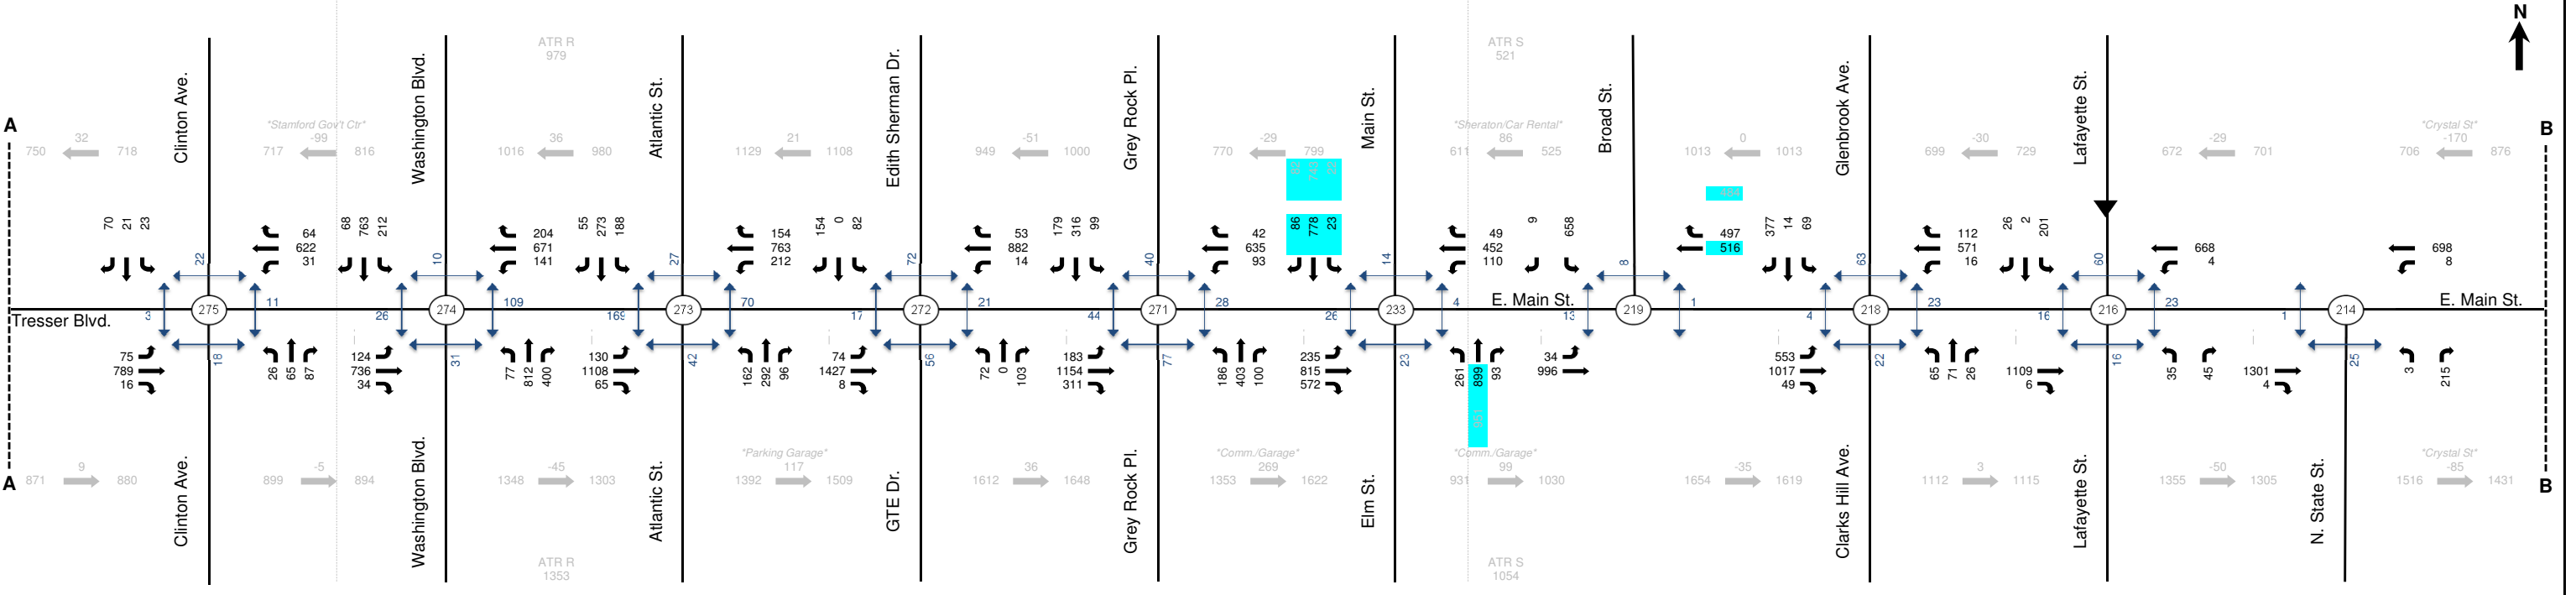 N
ATR R
979
ATR S
521
Clinton Ave.
Washington Blvd.
Atlantic St.
Edith Sherman Dr.
Grey Rock Pl.
Main St.
Broad St.
Glenbrook Ave.
Lafayette St.
A
B
*Stamford Gov't Ctr*
*Sheraton/Car Rental*
*Crystal St*
32
-99
36
21
-51
-29
86
0
-30
-29
-170
750 718
717 816
1016 980
1129 1108
949 1000
770 799
611 525
1013 1013
699 729
672 701
706 876
52 743 22
70 21 23
68 763 212
55 273 188
154 0 82
179 316 99
86 778 23
9 658
377 14 69
26 2 201
64
622
31
204
671
141
154
763
212
53
882
14
42
635
93
49
452
110
497
516
112
571
16
668
4
698
8
22
10
27
72
40
14
8
63
60
Tresser Blvd.
E. Main St.
E. Main St.
3 275 11
26 274 109
169 273 70
17 272 21
44 271 28
26 233 4
13 219 1
4 218 23
16 216 23
1 214
18
31
42
56
77
23
22
16
25
75
789
16
124
736
34
130
1108
65
74
1427
8
183
1154
311
235
815
572
34
996
553
1017
49
1109
6
1301
4
26 65 87
77 812 400
162 292 96
72 0 103
186 403 100
261 899 93
65 71 26
35 45
3 215
951
*Parking Garage*
*Comm./Garage*
*Comm./Garage*
*Crystal St*
9
-5
-45
117
36
269
99
-35
3
-50
-85
A
B
871 880
899 894
1348 1303
1392 1509
1612 1648
1353 1622
931 1030
1654 1619
1112 1115
1355 1305
1516 1431
Clinton Ave.
Washington Blvd.
Atlantic St.
GTE Dr.
Grey Rock Pl.
Elm St.
Clarks Hill Ave.
Lafayette St.
N. State St.
ATR R
1353
ATR S
1054